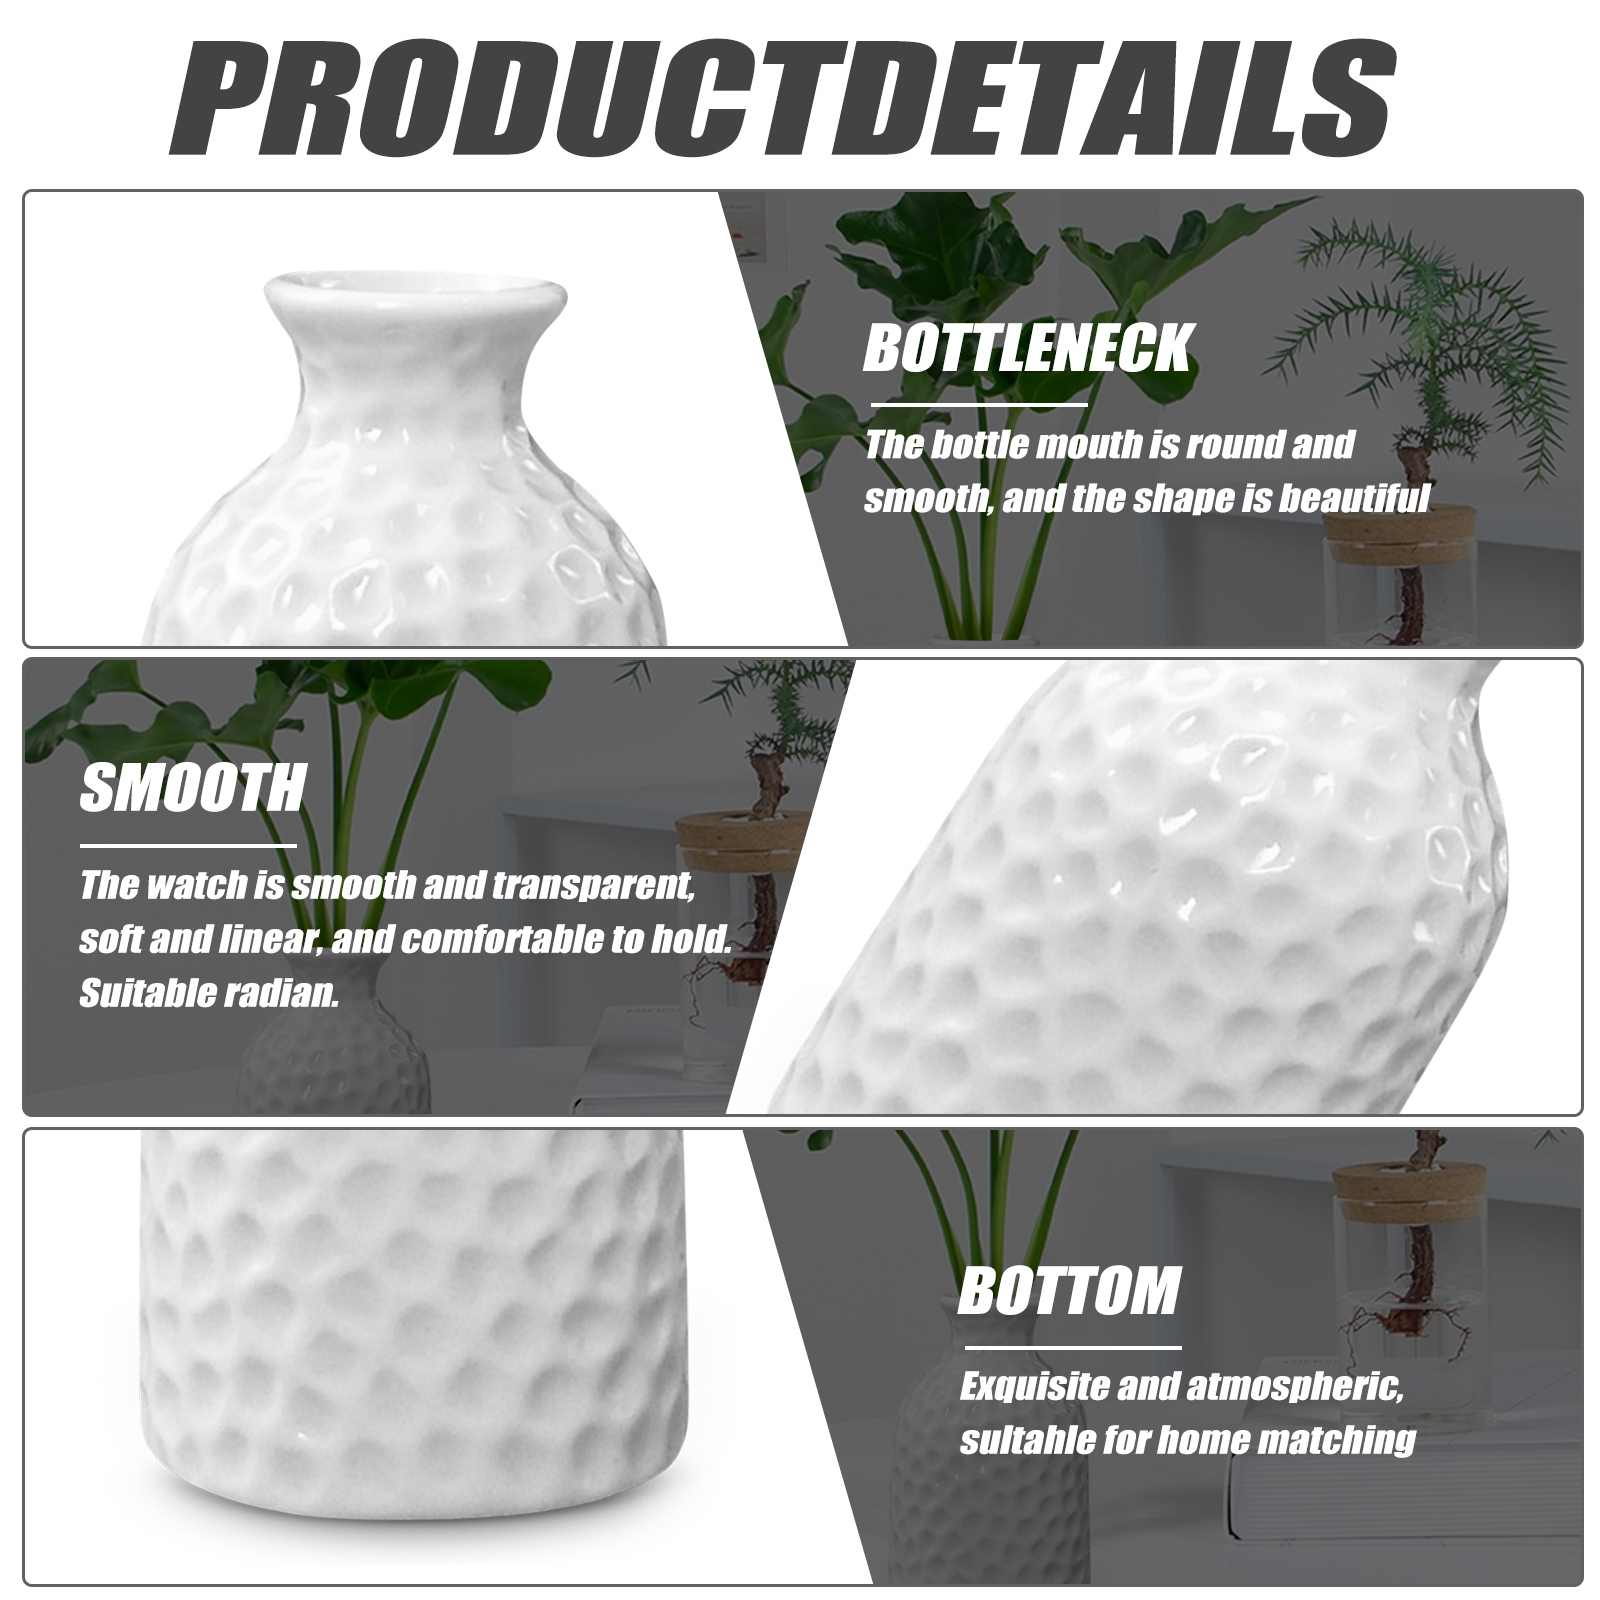 PRODUCTDETAILS
BOTTLENECK
The bottle mouth is round and
smooth, and the shape is beautiful
SMOOTH
The watch is smooth and transparent,
soft and linear, and comfortable to hold.
Suitable radian.
BOTTOM
Exquisite and atmospheric,
sultahle for home matching